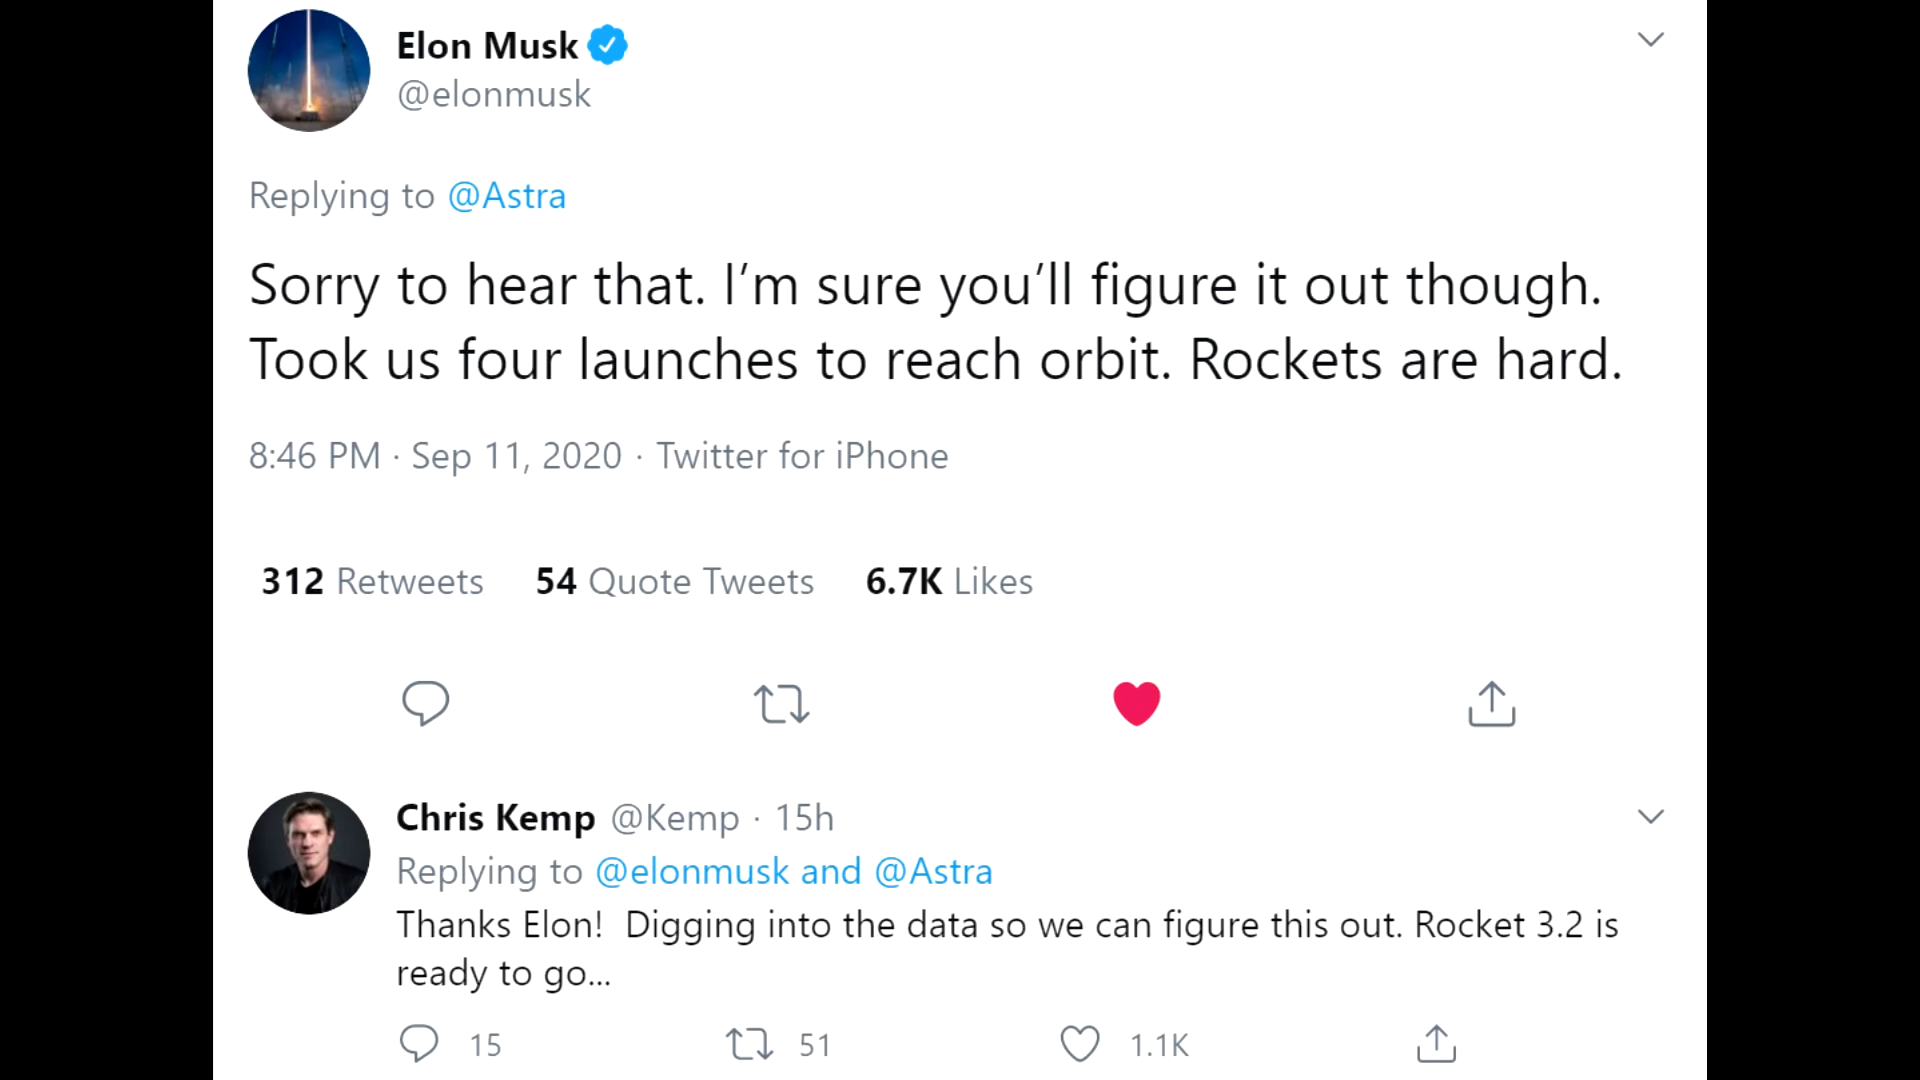 Elon Musk
@elonmusk
Replying to @Astra
Sorry to hear that. I’m sure you’ll figure it out though.
Took us four launches to reach orbit. Rockets are hard.
8:46 PM · Sep 11, 2020 · Twitter for iPhone
312 Retweets 54 Quote Tweets 6.7K Likes
Chris Kemp @Kemp · 15h
Replying to @elonmusk and @Astra
Thanks Elon!  Digging into the data so we can figure this out. Rocket 3.2 is
ready to go...
15 51 1.1K